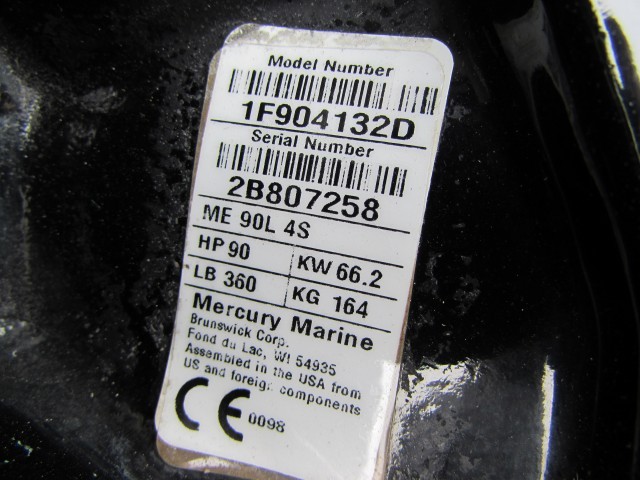 Model Number
1F904132D
Serial Number
2B807258
ME 90L 4S
HP 90 KW 66.2
LB 360 KG 164
Mercury Marine
Brunswick Corp.
Fond du Lac, WI 54935
Assembled in the USA from
US and foreign components
CE 0098